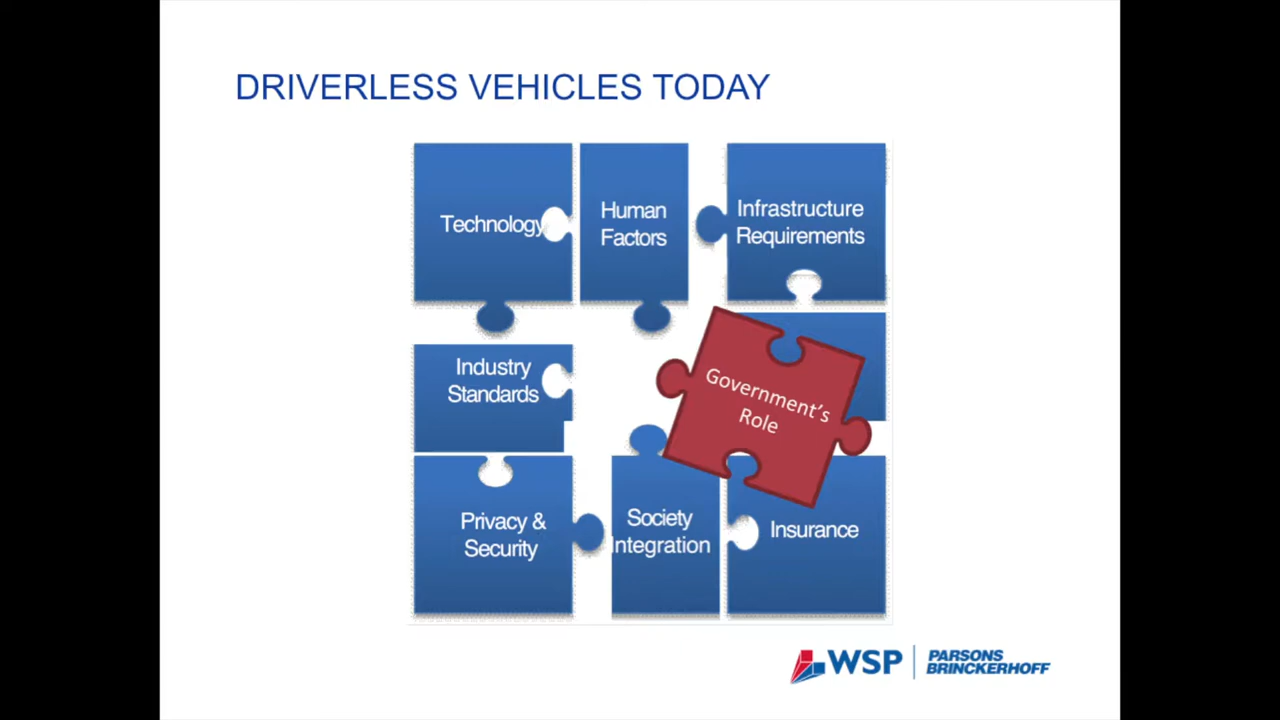 DRIVERLESS VEHICLES TODAY
Technology
Human
Factors
Infrastructure
Requirements
Industry
Standards
Government's
Role
Privacy &
Security
Society
Integration
Insurance
WSP
PARSONS
BRINCKERHOFF